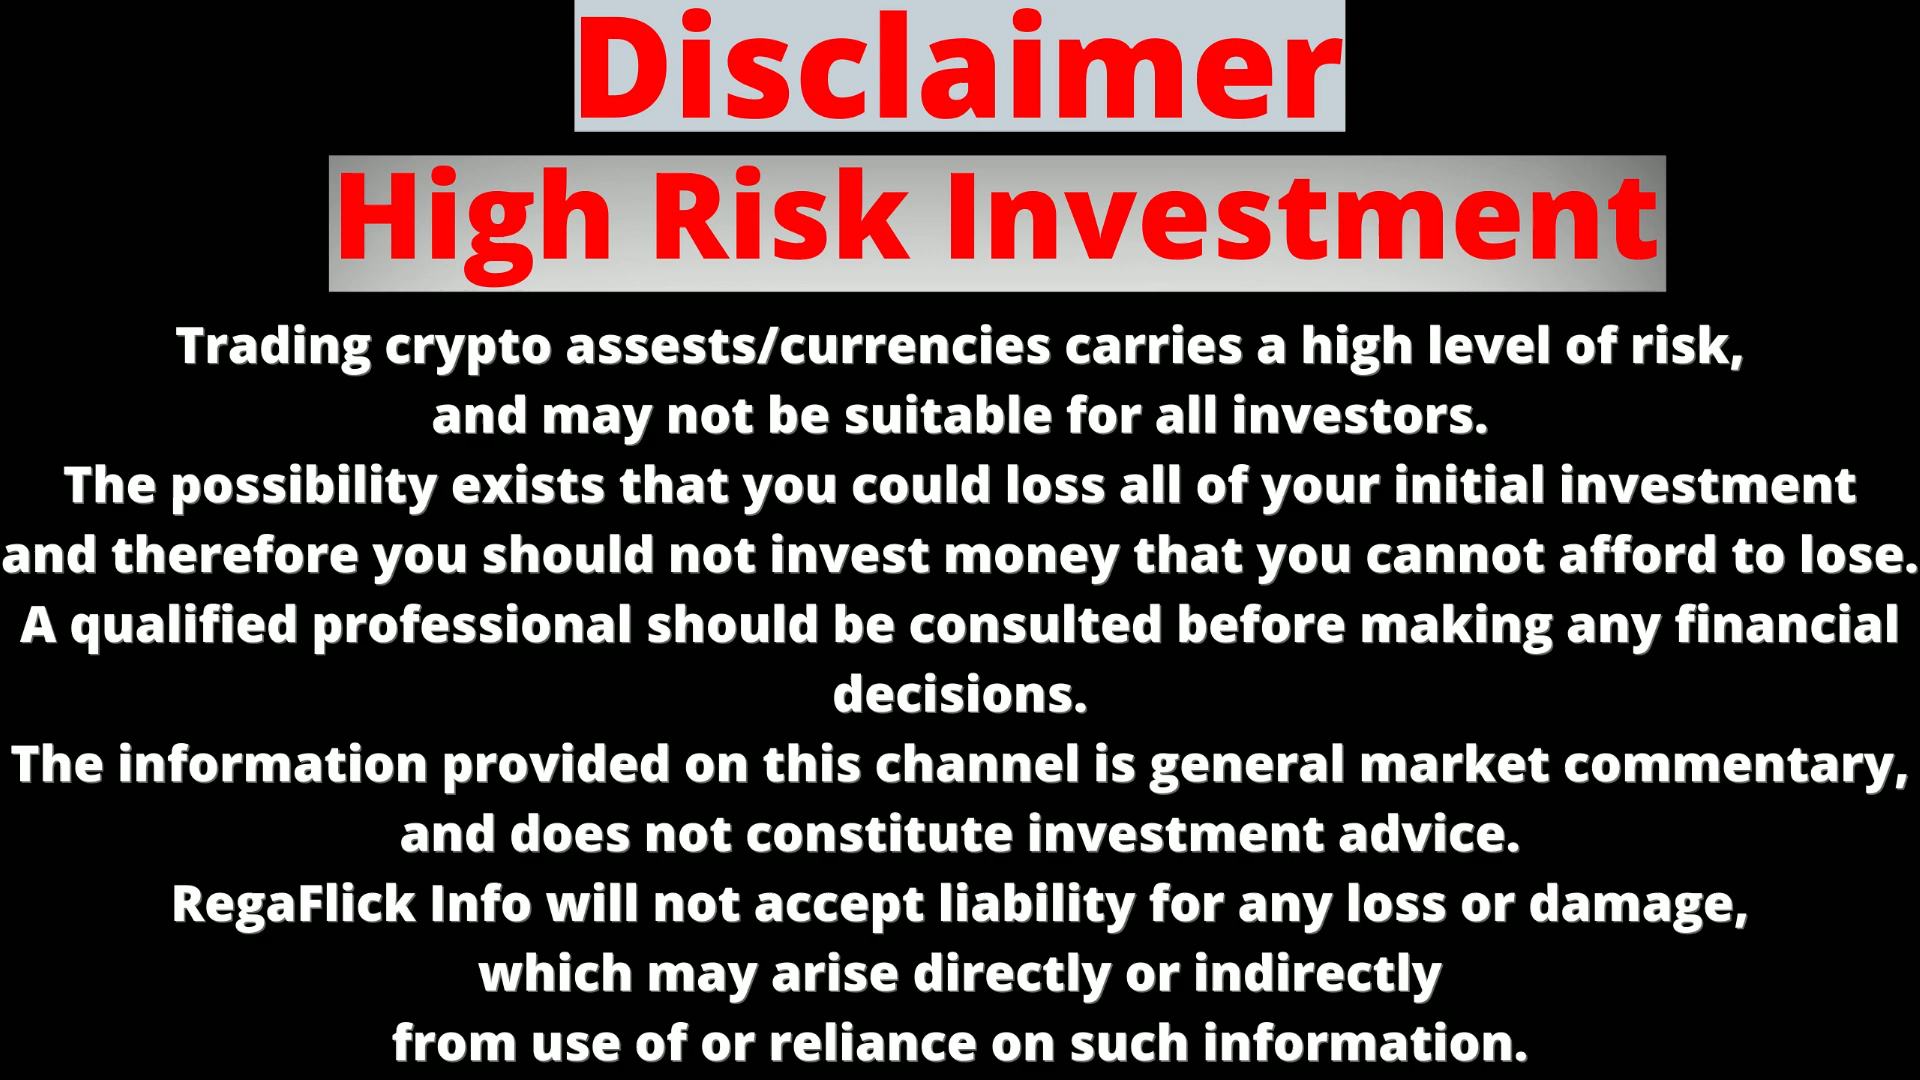 Disclaimer
High Risk Investment
Trading crypto assests/currencies carries a high level of risk,
and may not be suitable for all investors.
The possibility exists that you could loss all of your initial investment
and therefore you should not invest money that you cannot afford to lose.
A qualified professional should be consulted before making any financial
decisions.
The information provided on this channel is general market commentary,
and does not constitute investment advice.
RegaFlick Info will not accept liability for any loss or damage,
which may arise directly or indirectly
from use of or reliance on such information.